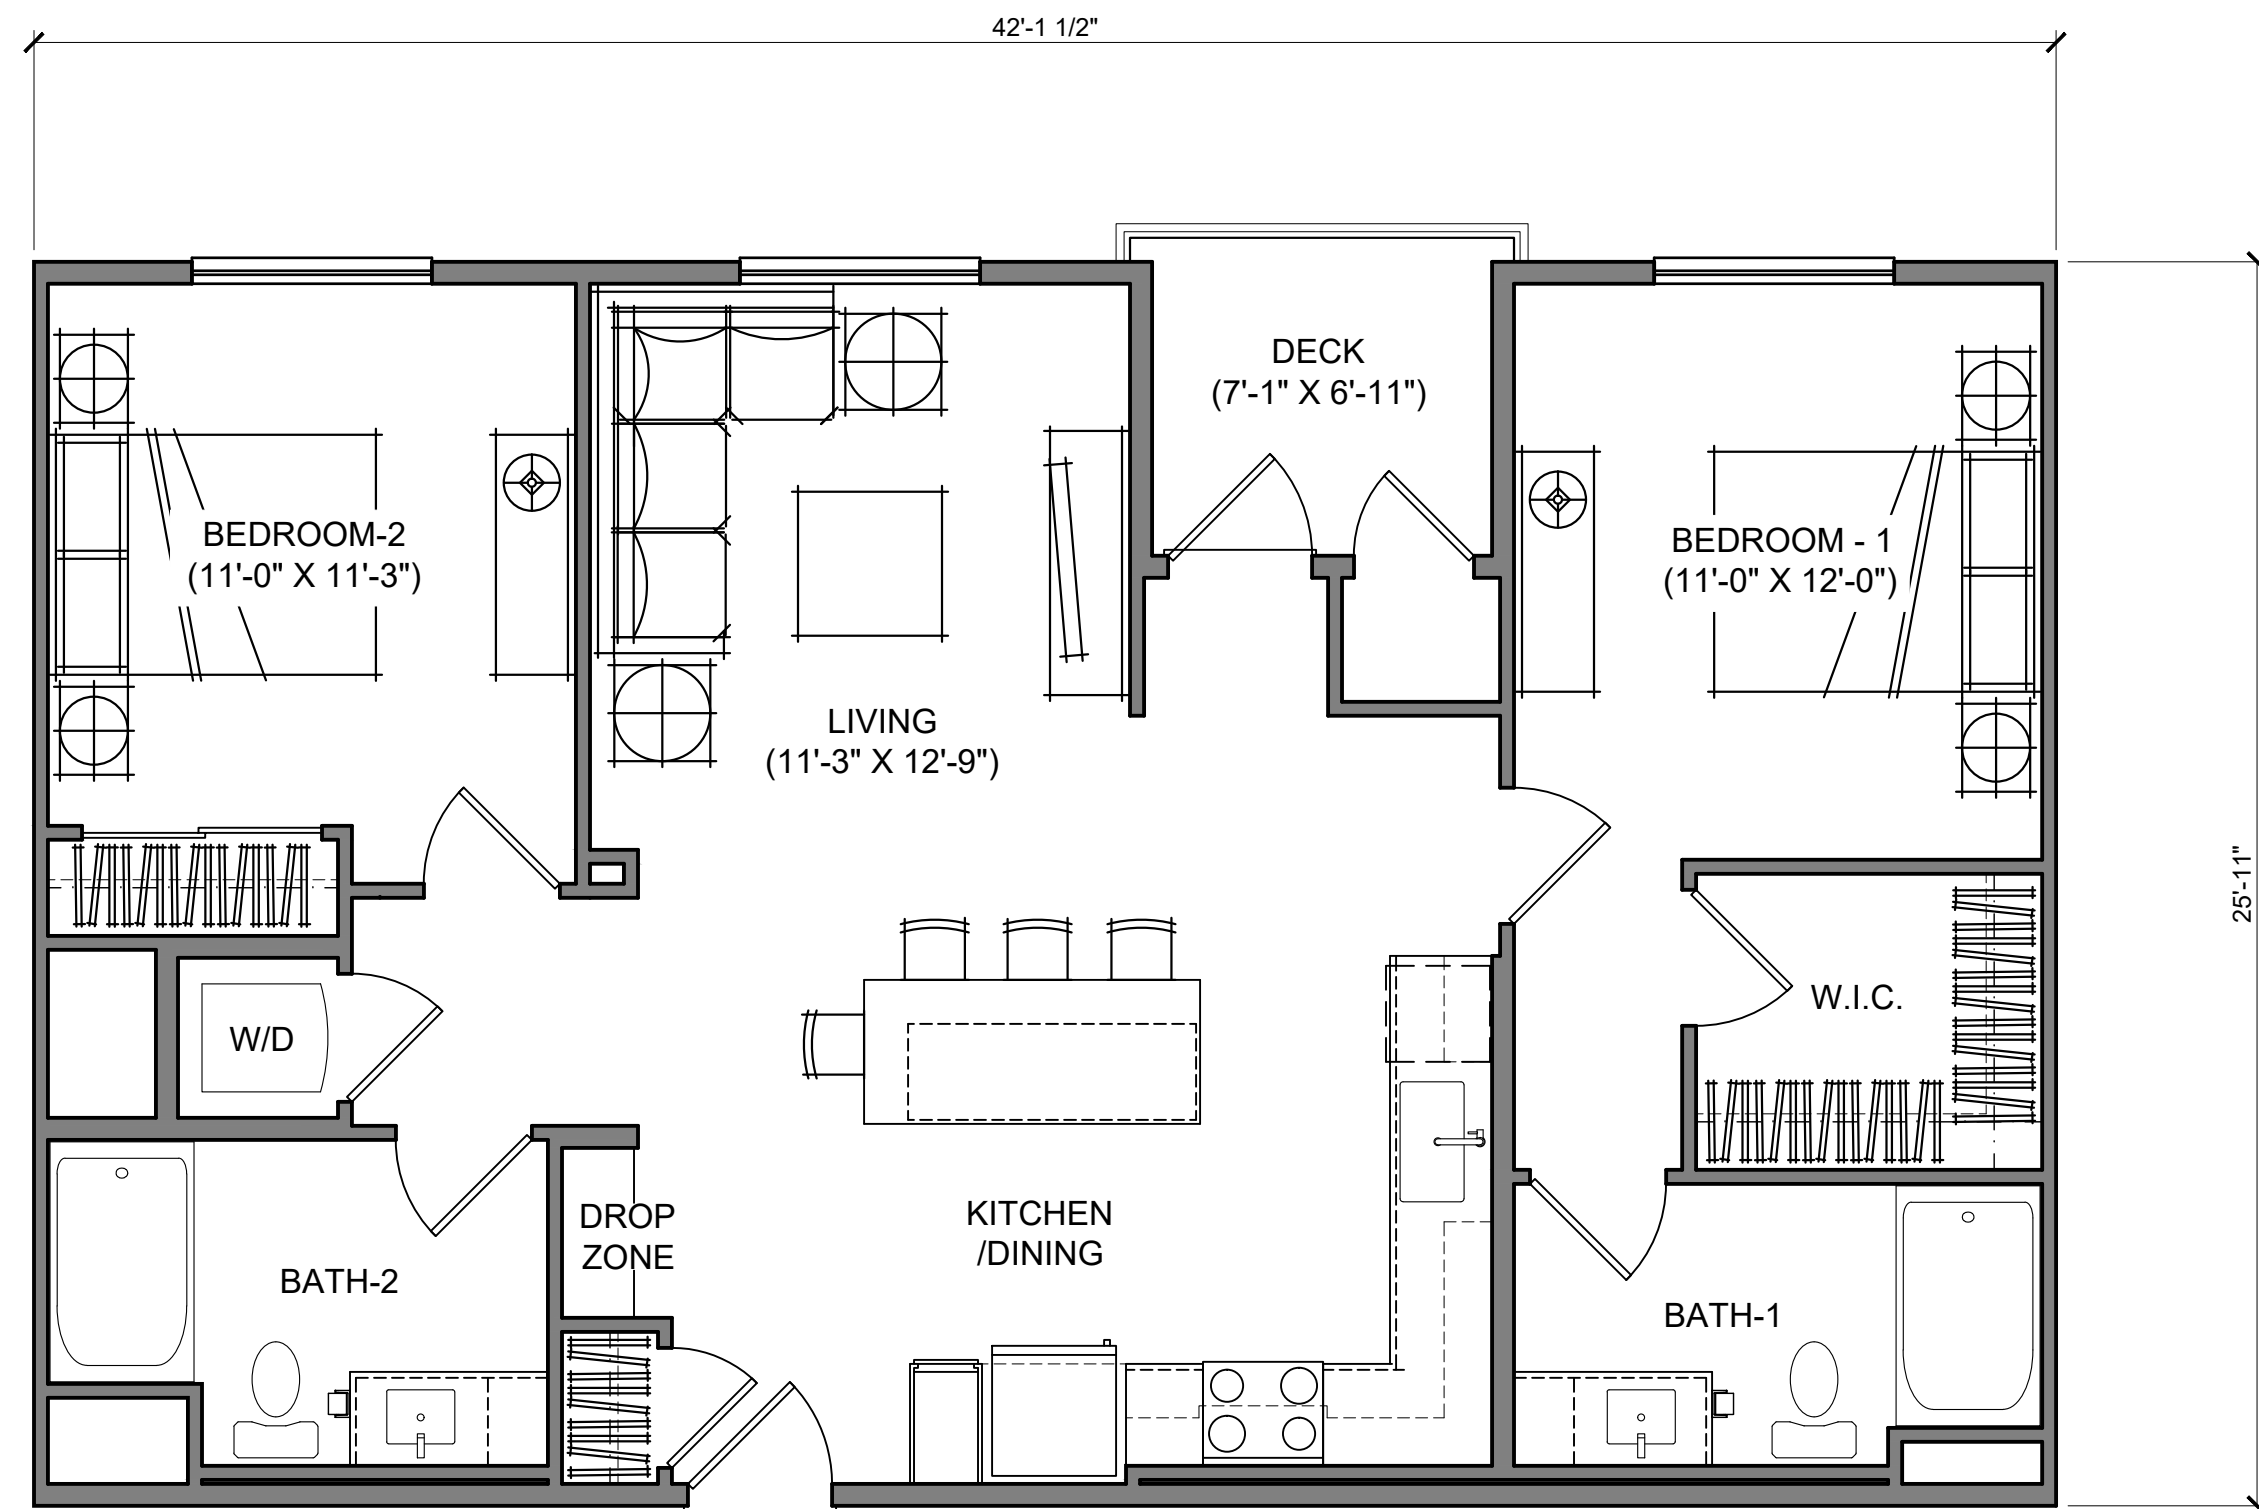 42'-1 1/2"
DECK
(7'-1" X 6'-11")
BEDROOM-2
(11'-0" X 11'-3")
BEDROOM - 1
(11'-0" X 12'-0")
LIVING
(11'-3" X 12'-9")
25'-11"
W.I.C.
W/D
DROP
ZONE
KITCHEN
/DINING
BATH-2
BATH-1